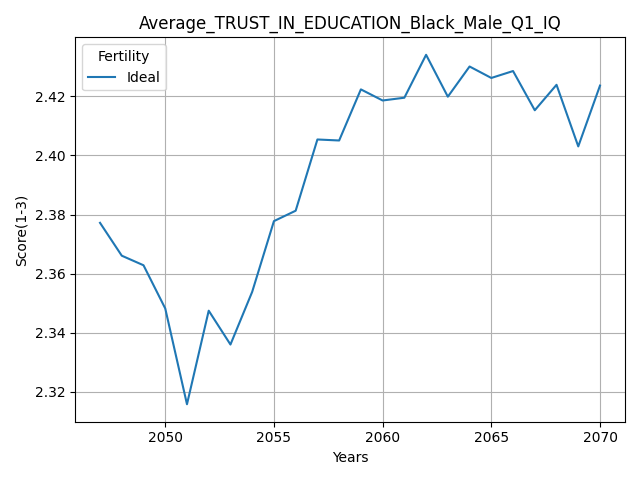 Average_TRUST_IN_EDUCATION_Black_Male_Q1_IQ
Fertility
Ideal
Score(1-3)
2.42
2.40
2.38
2.36
2.34
2.32
2050
2055
2060
2065
2070
Years